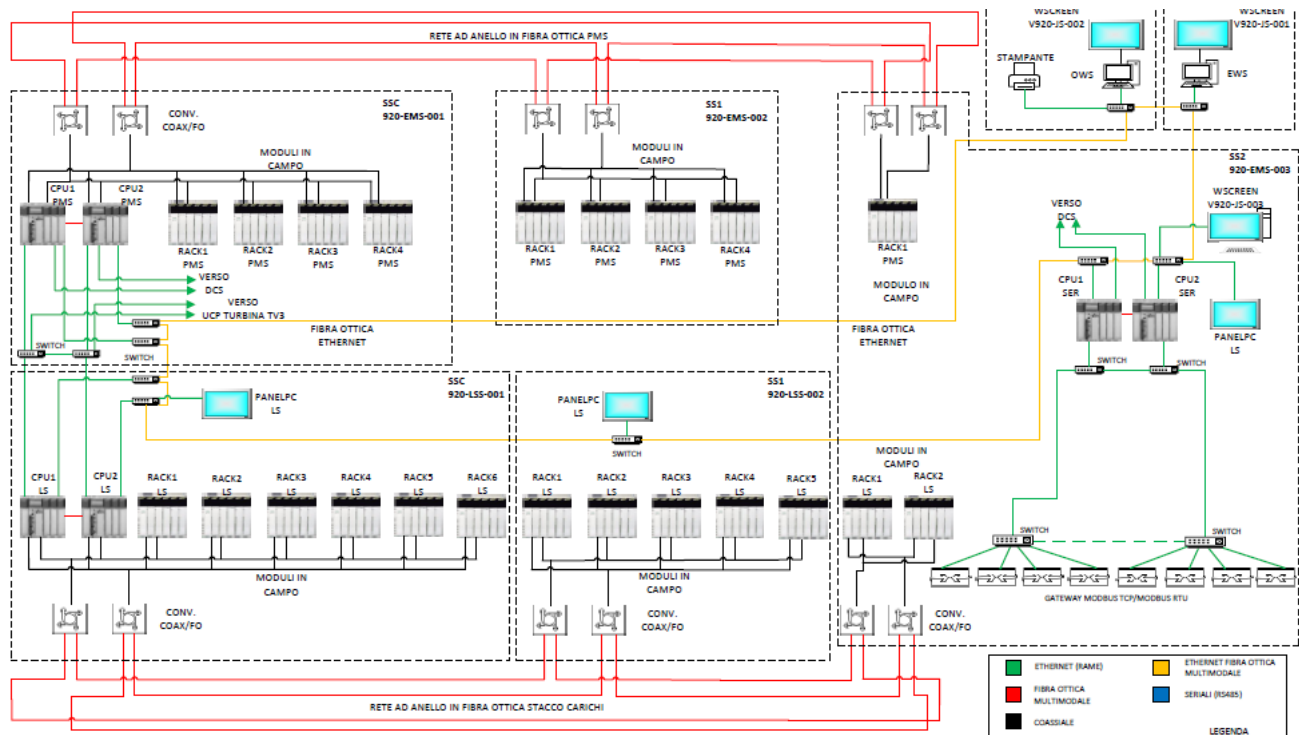 RETE AD ANELLO IN FIBRA OTTICA PMS
WSCREEN
V920-JS-002
WSCREEN
V920-JS-001
STAMPANTE
OWS
EWS
CONV.
COAX/FO
SSC
920-EMS-001
SS1
920-EMS-002
SS2
920-EMS-003
MODULI IN
CAMPO
CPU1
PMS
CPU2
PMS
RACK1
PMS
RACK2
PMS
RACK3
PMS
RACK4
PMS
MODULI IN
CAMPO
RACK1
PMS
RACK2
PMS
RACK3
PMS
RACK4
PMS
RACK1
PMS
MODULO IN
CAMPO
VERSO
DCS
VERSO
UCP TURBINA TV3
FIBRA OTTICA
ETHERNET
FIBRA OTTICA
ETHERNET
SWITCH
SWITCH
VERSO
DCS
WSCREEN
V920-JS-003
CPU1
SER
CPU2
SER
PANELPC
LS
SWITCH
SWITCH
SSC
920-LSS-001
SS1
920-LSS-002
PANELPC
LS
PANELPC
LS
SWITCH
CPU1
LS
CPU2
LS
RACK1
LS
RACK2
LS
RACK3
LS
RACK4
LS
RACK5
LS
RACK6
LS
RACK1
LS
RACK2
LS
RACK3
LS
RACK4
LS
RACK5
LS
MODULI IN
CAMPO
RACK1
LS
RACK2
LS
SWITCH
SWITCH
MODULI IN
CAMPO
MODULI IN
CAMPO
GATEWAY MODBUS TCP/MODBUS RTU
CONV.
COAX/FO
CONV.
COAX/FO
CONV.
COAX/FO
RETE AD ANELLO IN FIBRA OTTICA STACCO CARICHI
ETHERNET (RAME)
ETHERNET FIBRA OTTICA
MULTIMODALE
FIBRA OTTICA
MULTIMODALE
SERIALI (RS485)
COASSIALE
LEGENDA